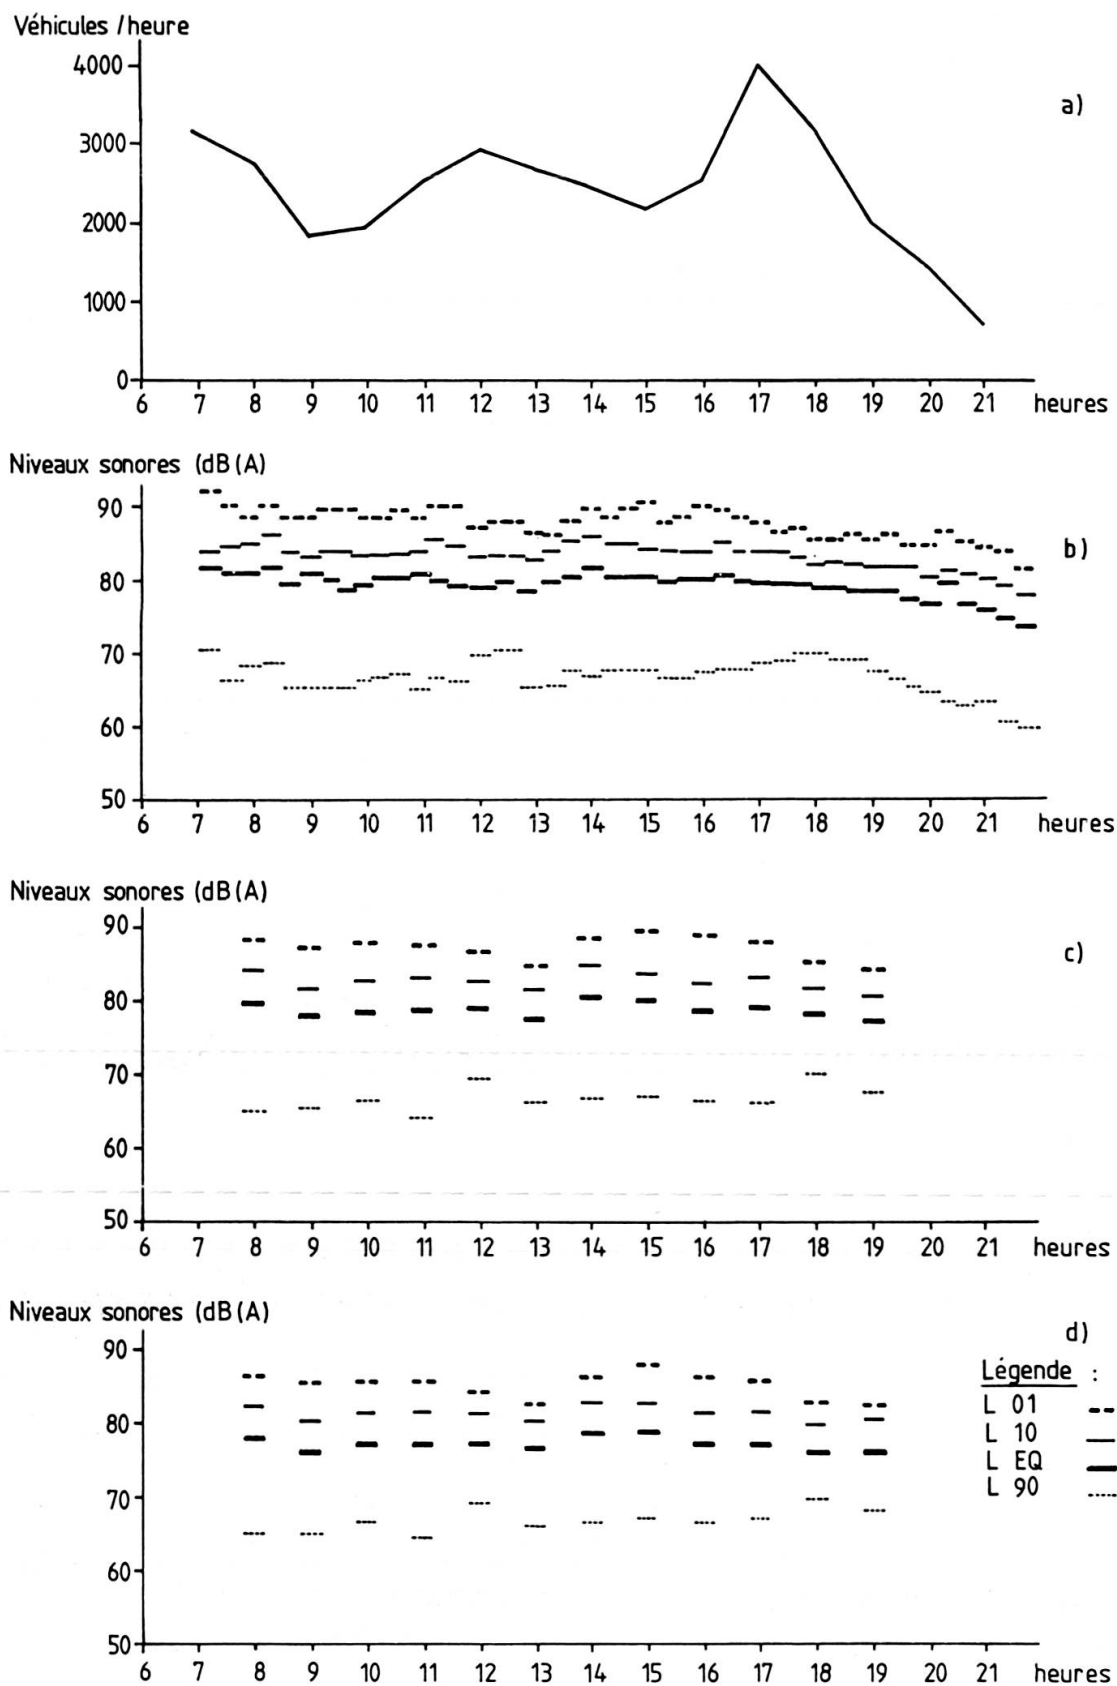 Véhicules /heure
4000
a)
3000
2000
1000
0
6 7 8 9 10 11 12 13 14 15 16 17 18 19 20 21 heures
Niveaux sonores (dB(A)
90
b)
80
70
60
50
6 7 8 9 10 11 12 13 14 15 16 17 18 19 20 21 heures
Niveaux sonores (dB(A)
90
c)
80
70
60
50
6 7 8 9 10 11 12 13 14 15 16 17 18 19 20 21 heures
Niveaux sonores (dB(A)
d)
90
Légende :
L 01
80
L 10
L EQ
70
L 90
60
50
6 7 8 9 10 11 12 13 14 15 16 17 18 19 20 21 heures